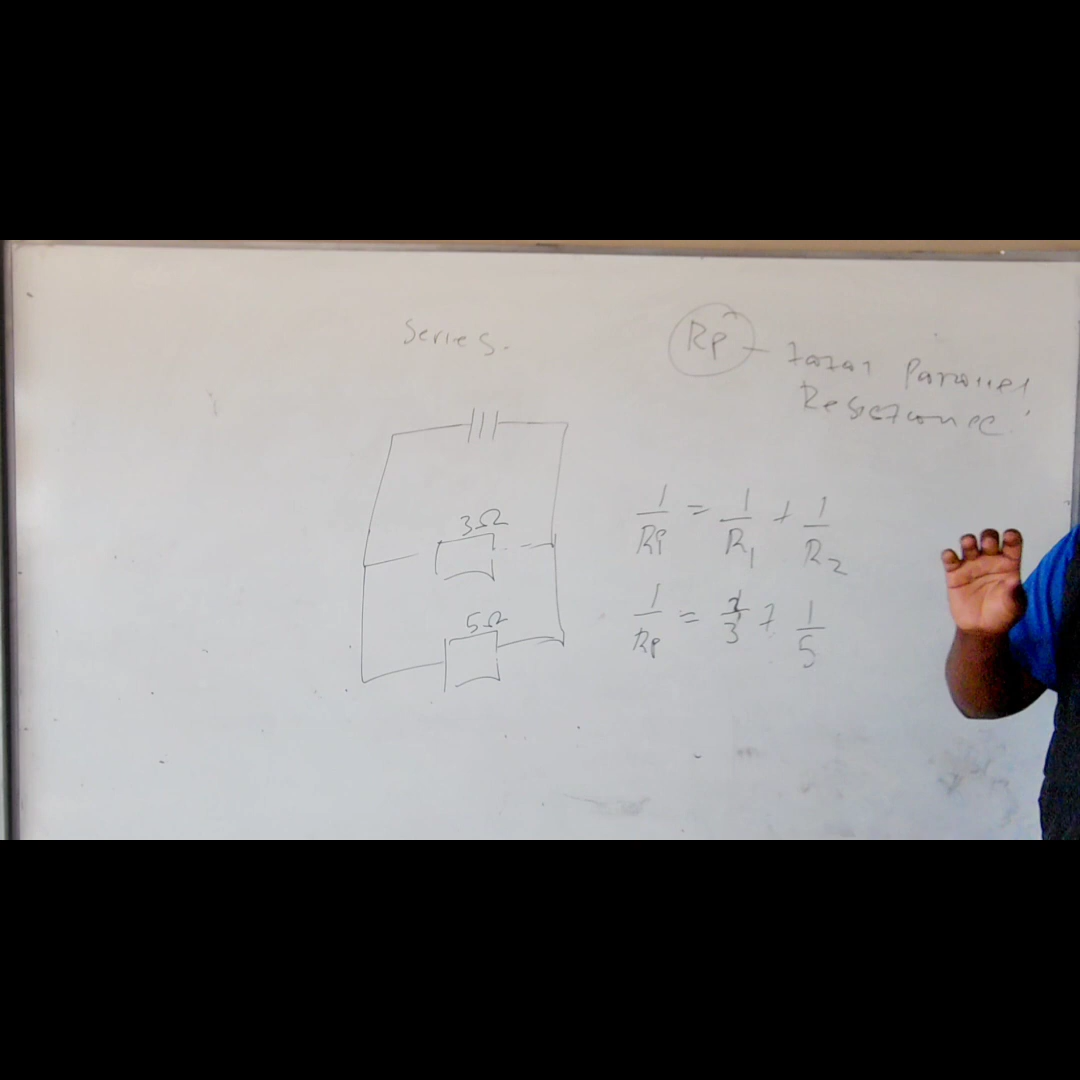 Series.
Rp - total Parallel
Resistance.
3Ω
5Ω
1/Rp = 1/R1 + 1/R2
1/Rp = 1/3 + 1/5